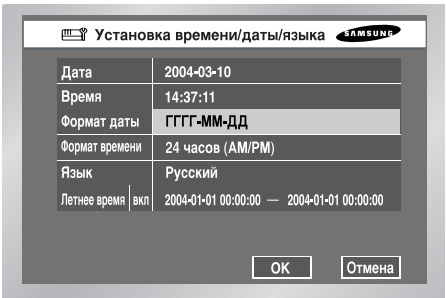 Установка времени/даты/языка SAMSUNG
Дата 2004-03-10
Время 14:37:11
Формат даты ГГГГ-ММ-ДД
Формат времени 24 часов (AM/PM)
Язык Русский
Летнее время вкл 2004-01-01 00:00:00 — 2004-01-01 00:00:00
OK Отмена